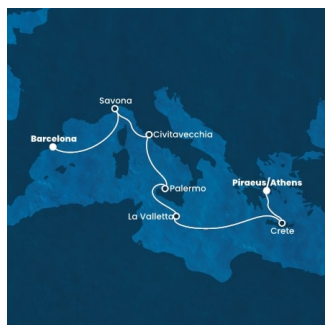 Savona
Barcelona
Civitavecchia
Palermo
Piraeus/Athens
La Valletta
Crete